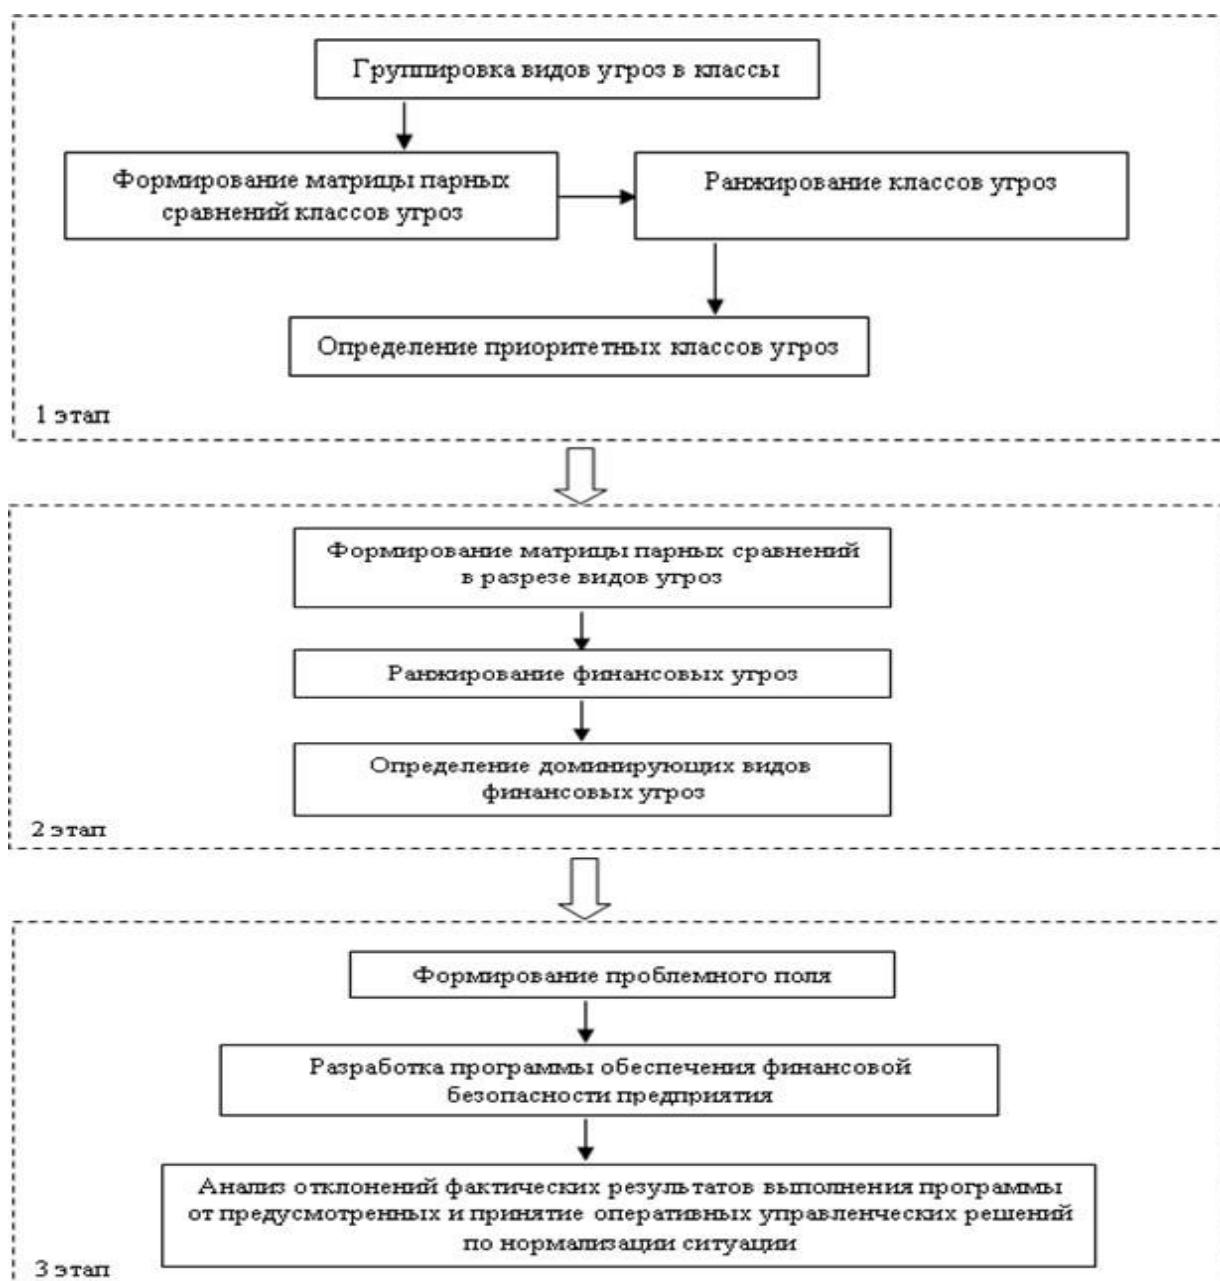 Группировка видов угроз в классы
Формирование матрицы парных
сравнений классов угроз
Ранжирование классов угроз
Определение приоритетных классов угроз
1 этап
Формирование матрицы парных сравнений
в разрезе видов угроз
Ранжирование финансовых угроз
Определение доминирующих видов
финансовых угроз
2 этап
Формирование проблемного поля
Разработка программы обеспечения финансовой
безопасности предприятия
Анализ отклонений фактических результатов выполнения программы
от предусмотренных и принятие оперативных управленческих решений
по нормализации ситуации
3 этап